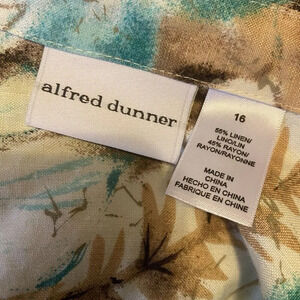 alfred dunner
16
55% LINEN/
LINO/LIN
45% RAYON/
RAYON/RAYONNE
MADE IN
CHINA
HECHO EN CHINA
FABRIQUE EN CHINE